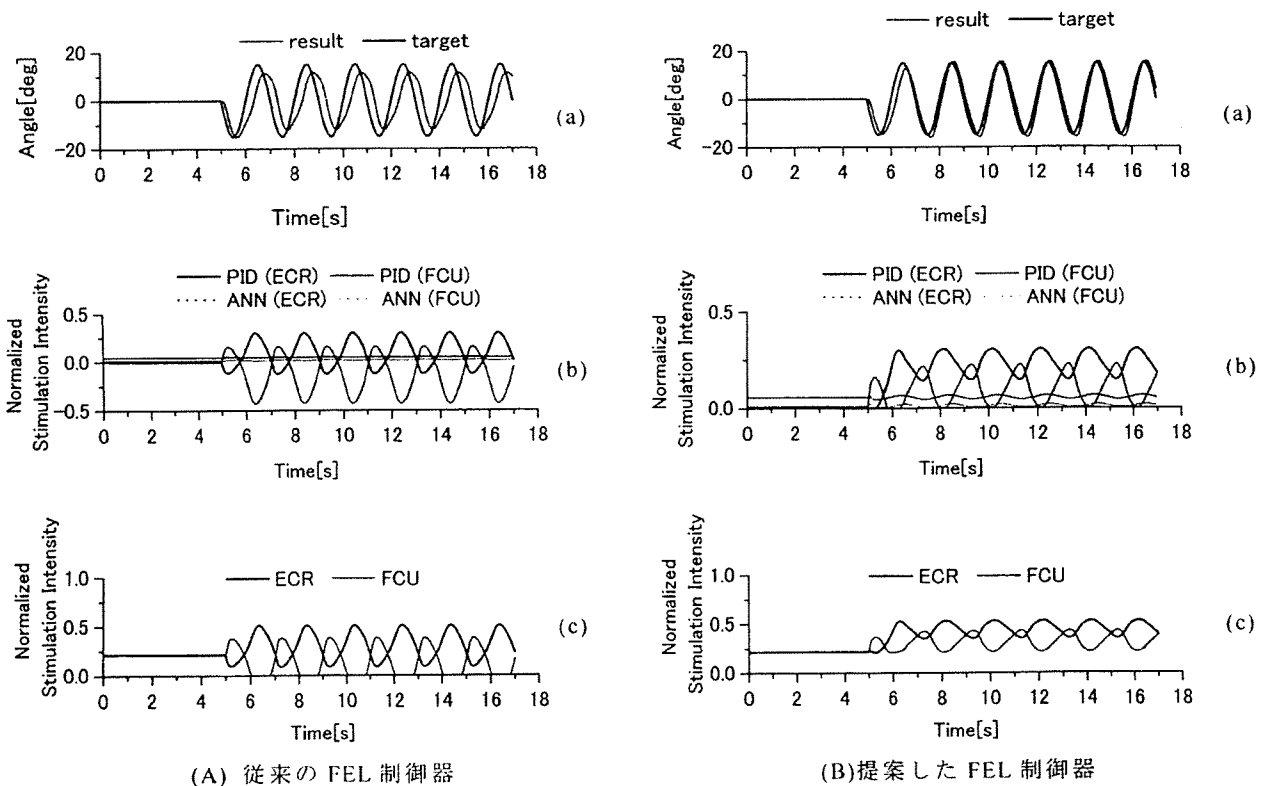 result target
Angle[deg]
20
0
-20
0 2 4 6 8 10 12 14 16 18
Time[s]
(a)
PID (ECR) PID (FCU)
ANN (ECR) ANN (FCU)
Normalized
Stimulation Intensity
0.5
0.0
-0.5
0 2 4 6 8 10 12 14 16 18
Time[s]
(b)
ECR FCU
Normalized
Stimulation Intensity
1.0
0.5
0.0
0 2 4 6 8 10 12 14 16 18
Time[s]
(c)
(A) 従来の FEL 制御器
result target
Angle[deg]
20
0
-20
0 2 4 6 8 10 12 14 16 18
Time[s]
(a)
PID (ECR) PID (FCU)
ANN (ECR) ANN (FCU)
Normalized
Stimulation Intensity
0.5
0.0
0 2 4 6 8 10 12 14 16 18
Time[s]
(b)
ECR FCU
Normalized
Stimulation Intensity
1.0
0.5
0.0
0 2 4 6 8 10 12 14 16 18
Time[s]
(c)
(B)提案した FEL 制御器